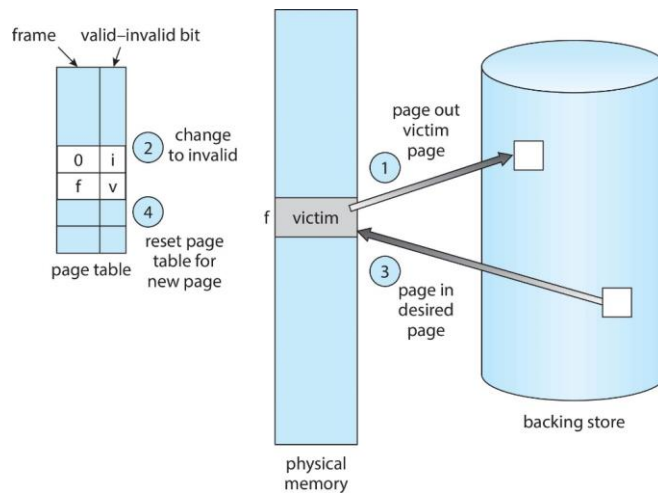 frame
valid–invalid bit
0 i
f v
2
change
to invalid
4
reset page
table for
new page
page table
f
victim
1
page out
victim
page
3
page in
desired
page
physical
memory
backing store